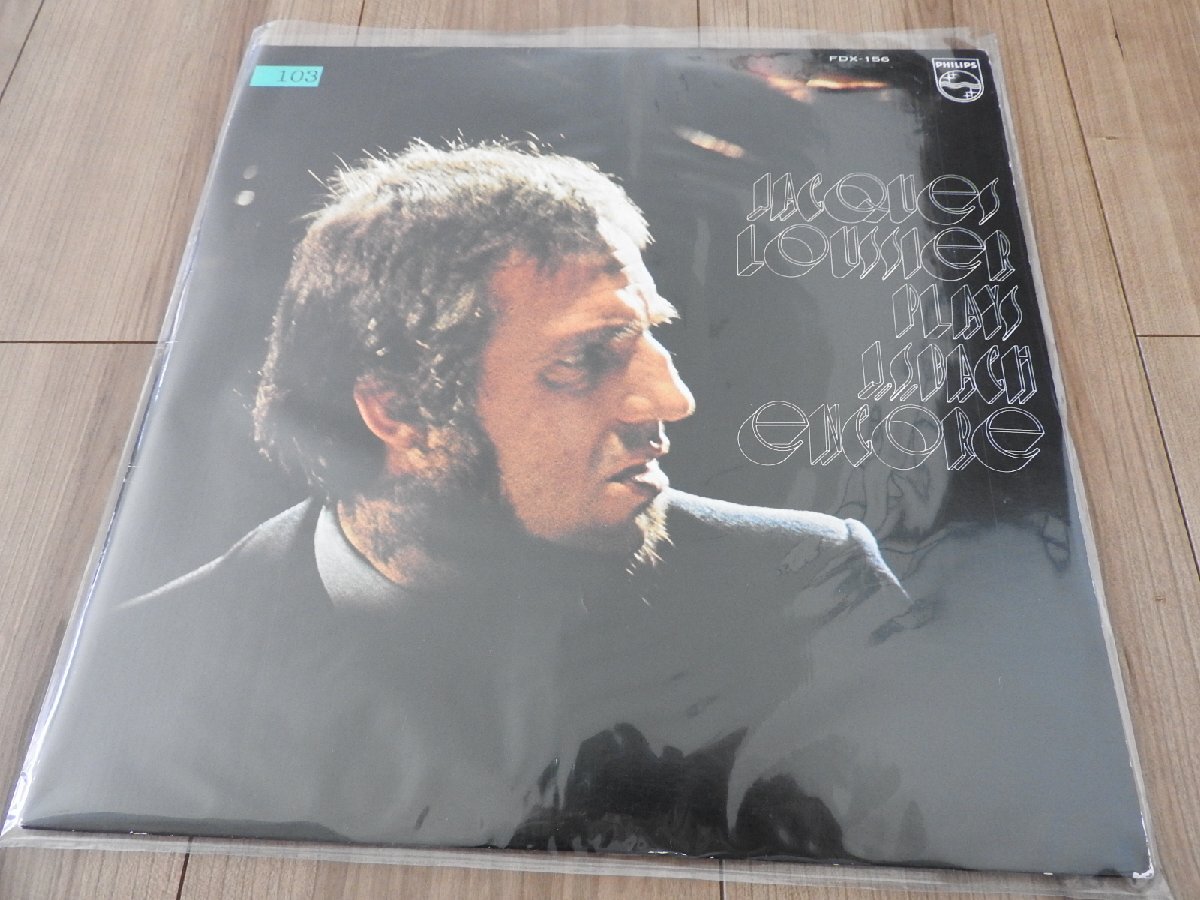 103
FDX-156
PHILIPS
JACQUES
LOUSSIER
PLAYS
J.S.BACH
ENCORE